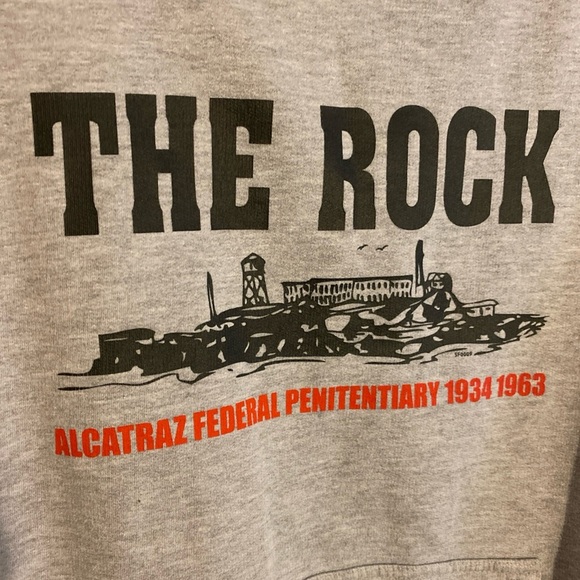 THE ROCK
ALCATRAZ FEDERAL PENITENTIARY 1934 1963